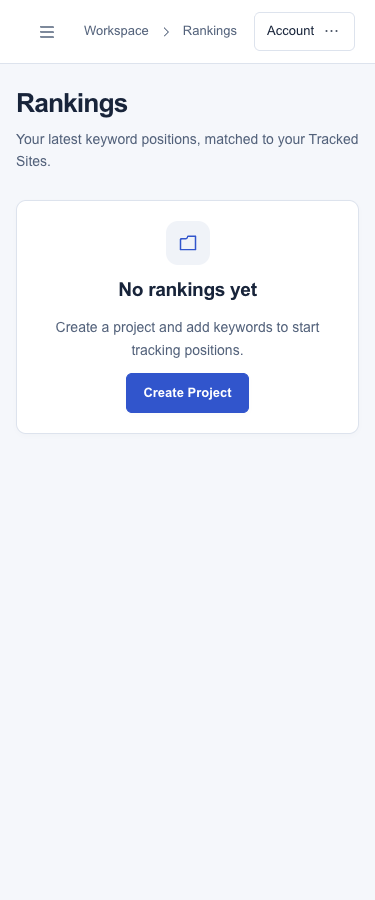 Workspace
Rankings
Account
Rankings
Your latest keyword positions, matched to your Tracked
Sites.
No rankings yet
Create a project and add keywords to start
tracking positions.
Create Project